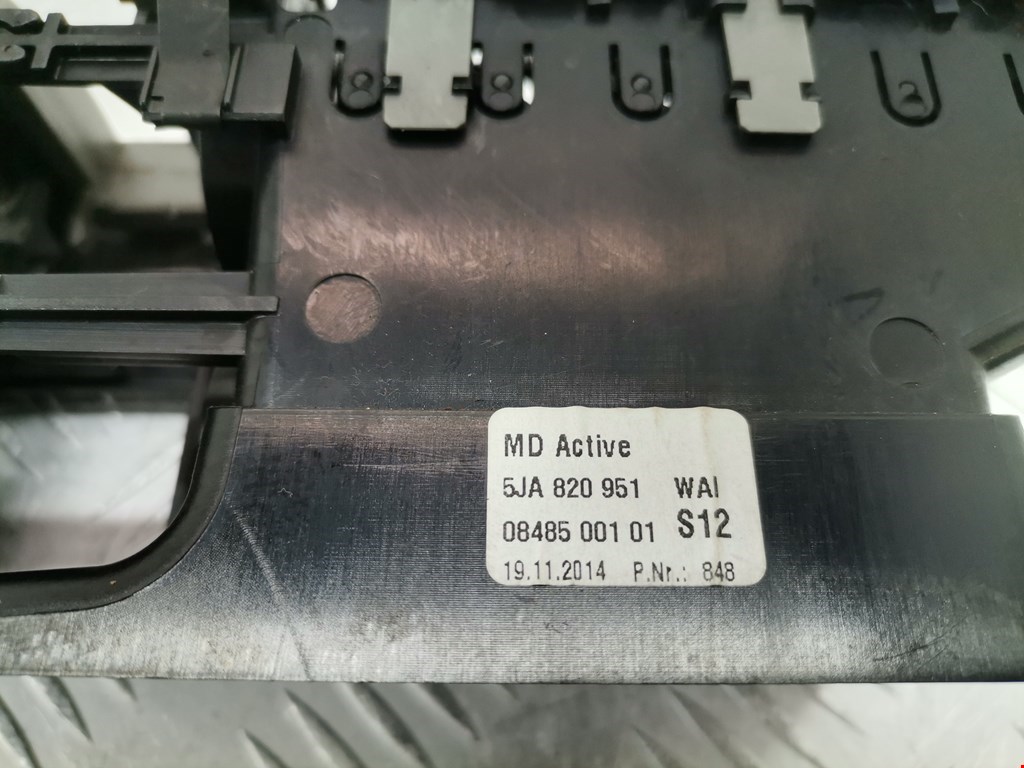 MD Active
5JA 820 951 WAI
08485 001 01 S12
19.11.2014 P.Nr.: 848